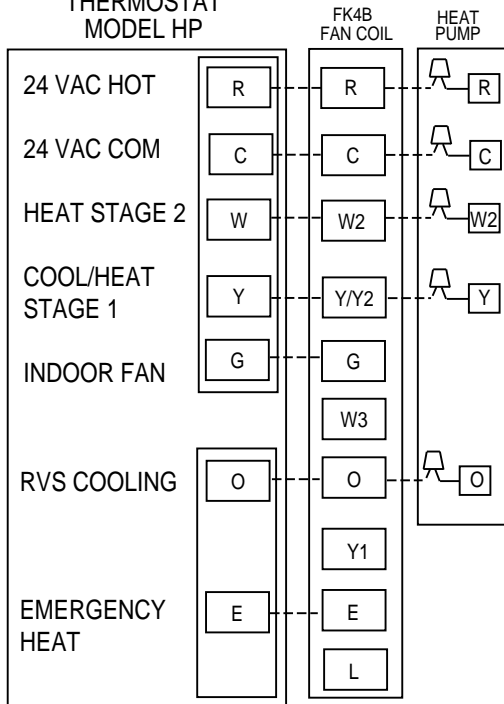 THERMOSTAT
MODEL HP
FK4B
FAN COIL
HEAT
PUMP
24 VAC HOT
R
R
R
24 VAC COM
C
C
C
HEAT STAGE 2
W
W2
W2
COOL/HEAT
STAGE 1
Y
Y/Y2
Y
INDOOR FAN
G
G
W3
RVS COOLING
O
O
O
Y1
EMERGENCY
HEAT
E
E
L